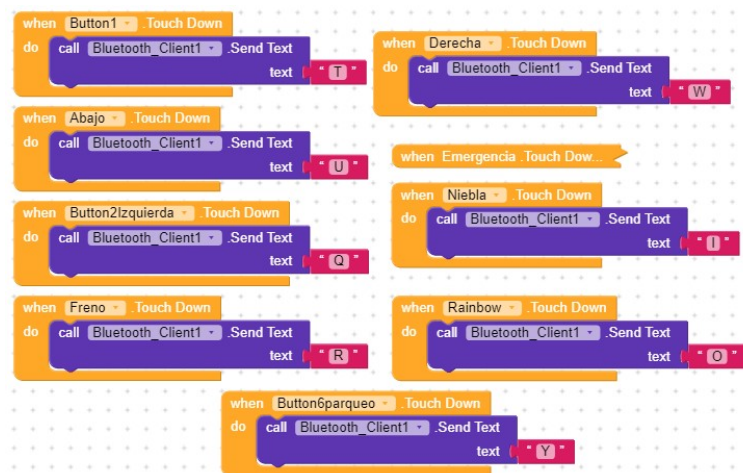 when Button1 .Touch Down
do call Bluetooth_Client1 .Send Text
text " T "
when Derecha .Touch Down
do call Bluetooth_Client1 .Send Text
text " W "
when Abajo .Touch Down
do call Bluetooth_Client1 .Send Text
text " U "
when Emergencia .Touch Dow...
when Button2Izquierda .Touch Down
do call Bluetooth_Client1 .Send Text
text " Q "
when Niebla .Touch Down
do call Bluetooth_Client1 .Send Text
text " I "
when Freno .Touch Down
do call Bluetooth_Client1 .Send Text
text " R "
when Rainbow .Touch Down
do call Bluetooth_Client1 .Send Text
text " O "
when Button6parqueo .Touch Down
do call Bluetooth_Client1 .Send Text
text " Y "